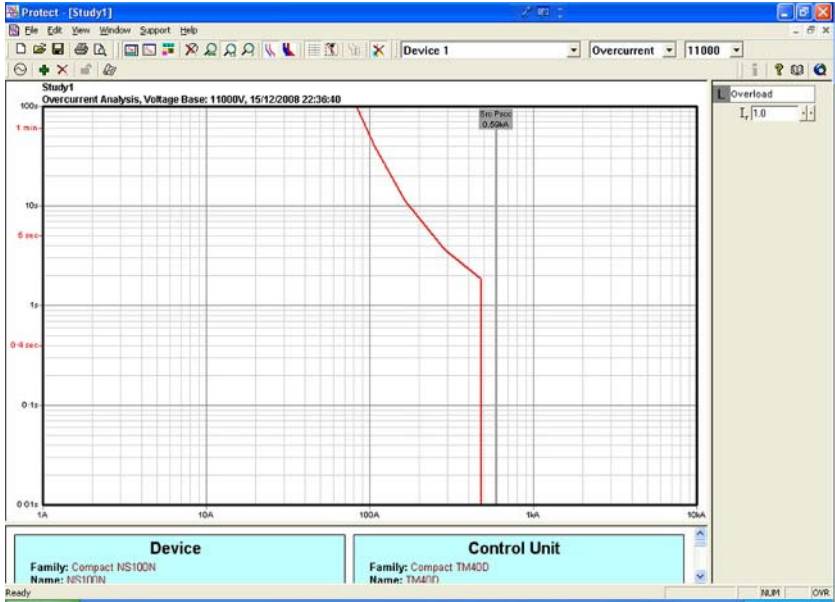 Protect - [Study1]
File Edit View Window Support Help
Device 1
Overcurrent
11000
Study1
Overcurrent Analysis, Voltage Base: 11000V, 15/12/2008 22:36:40
L Overload
Ir 1.0
100s
1 min
10s
5 sec
1s
0·4 sec
0·1s
0·01s
1A 10A 100A 1kA 10kA
0.59kA
Device
Family: Compact NS100N
Name: NS100N
Control Unit
Family: Compact TM40D
Name: TM40D
Ready
NUM OVR